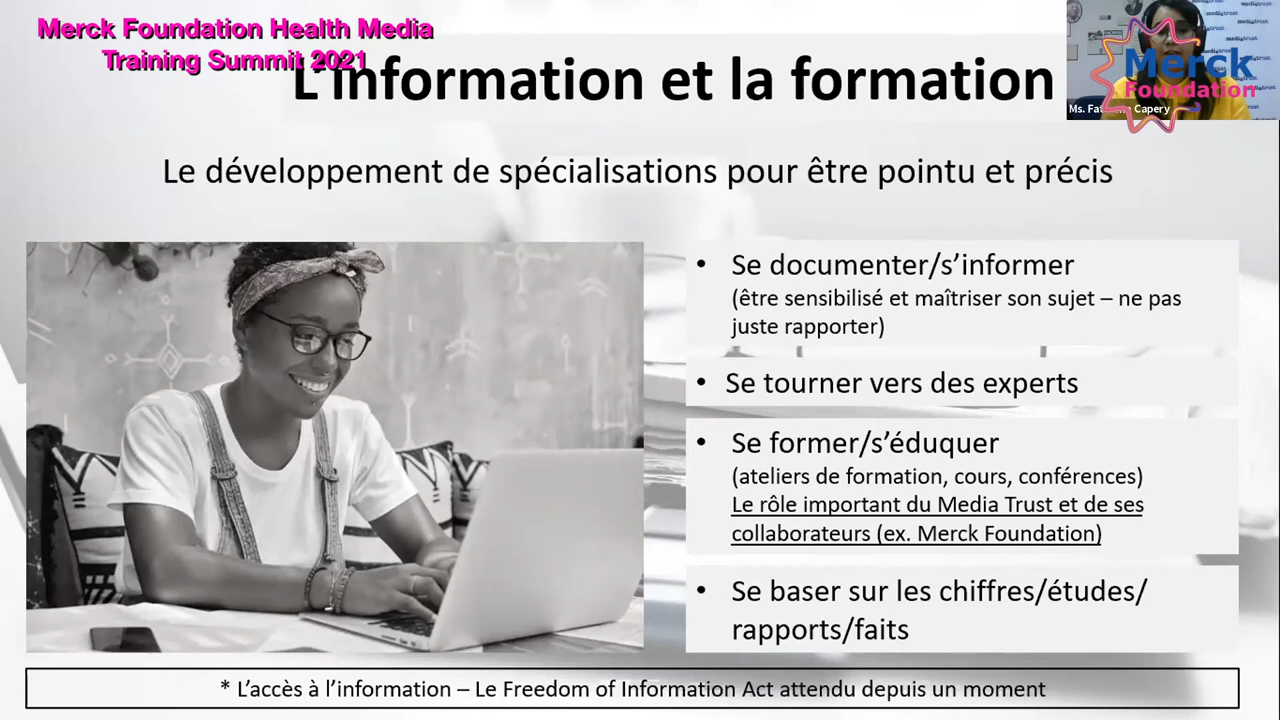 Merck Foundation Health Media
Training Summit 2021
L'information et la formation
Merck
Foundation
Capery
Le développement de spécialisations pour être pointu et précis
• Se documenter/s’informer
(être sensibilisé et maîtriser son sujet – ne pas
juste rapporter)
• Se tourner vers des experts
• Se former/s’éduquer
(ateliers de formation, cours, conférences)
Le rôle important du Media Trust et de ses
collaborateurs (ex. Merck Foundation)
• Se baser sur les chiffres/études/
rapports/faits
* L’accès à l’information – Le Freedom of Information Act attendu depuis un moment